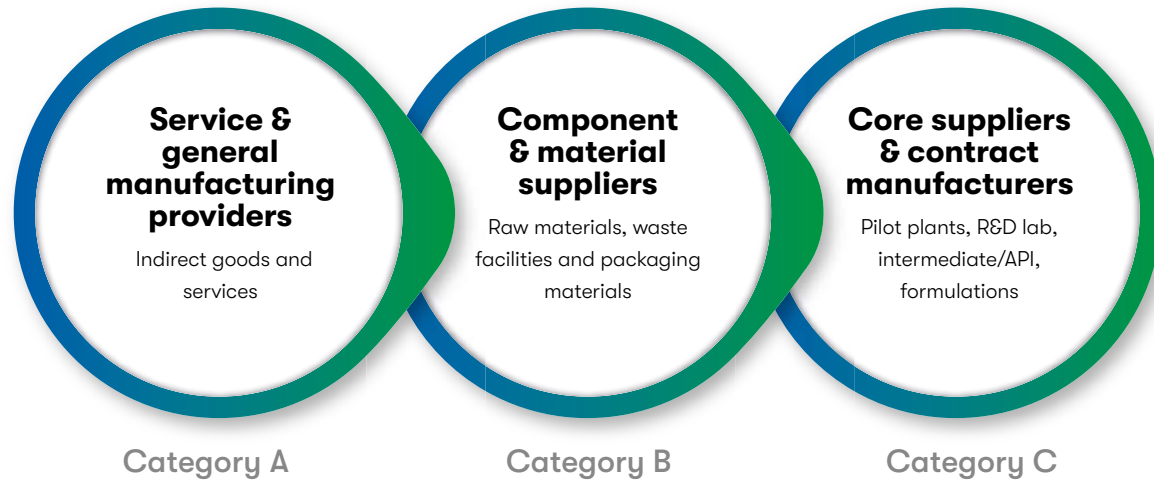 Service &
general
manufacturing
providers
Indirect goods and
services
Category A
Component
& material
suppliers
Raw materials, waste
facilities and packaging
materials
Category B
Core suppliers
& contract
manufacturers
Pilot plants, R&D lab,
intermediate/API,
formulations
Category C